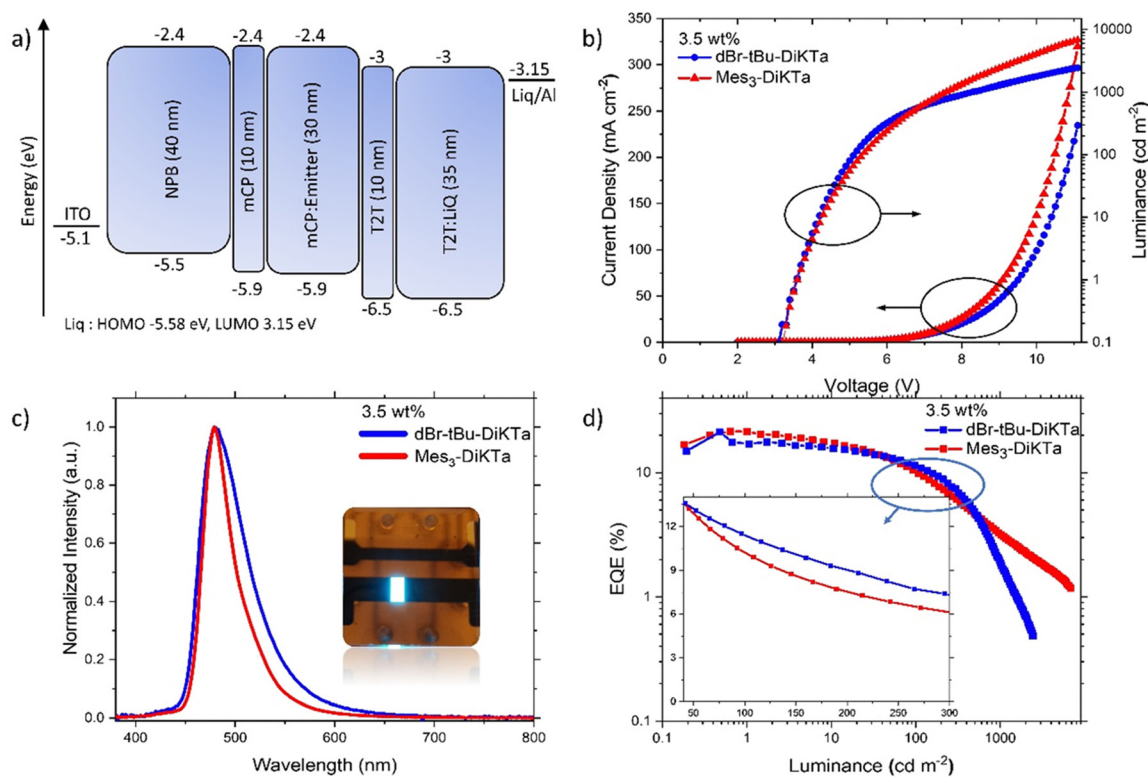 a)
Energy (eV)
ITO
-5.1
-2.4
NPB (40 nm)
-5.5
-2.4
mCP (10 nm)
-5.9
-2.4
mCP:Emitter (30 nm)
-5.9
-3
T2T (10 nm)
-6.5
-3
T2T:LiQ (35 nm)
-6.5
-3.15
Liq/Al
Liq : HOMO -5.58 eV, LUMO 3.15 eV
b)
3.5 wt%
dBr-tBu-DiKTa
Mes₃-DiKTa
Current Density (mA cm⁻²)
350
300
250
200
150
100
50
0
Luminance (cd m⁻²)
10000
1000
100
10
1
0.1
2 4 6 8 10
Voltage (V)
c)
3.5 wt%
dBr-tBu-DiKTa
Mes₃-DiKTa
Normalized Intensity (a.u.)
1.0
0.8
0.6
0.4
0.2
0.0
400 500 600 700 800
Wavelength (nm)
d)
3.5 wt%
dBr-tBu-DiKTa
Mes₃-DiKTa
EQE (%)
10
1
0.1
12
9
6
3
0
50 100 150 200 250 300
0.1 1 10 100 1000
Luminance (cd m⁻²)